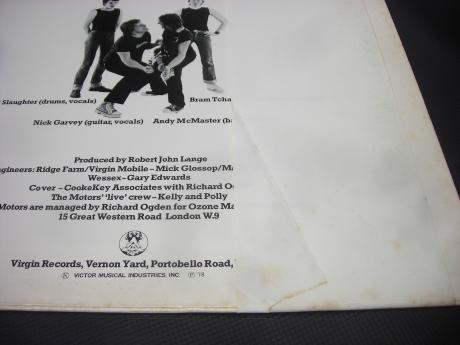 Slaughter (drums, vocals)
Bram Tcha
Nick Garvey (guitar, vocals)
Andy McMaster (ba
Produced by Robert John Lange
ngineers: Ridge Farm/Virgin Mobile – Mick Glossop/M
Wessex – Gary Edwards
Cover – CookeKey Associates with Richard O
The Motors' 'live' crew – Kelly and Polly
Motors are managed by Richard Ogden for Ozone Ma
15 Great Western Road London W.9
Virgin Records, Vernon Yard, Portobello Road,
VICTOR MUSICAL INDUSTRIES, INC. Ⓟ '78